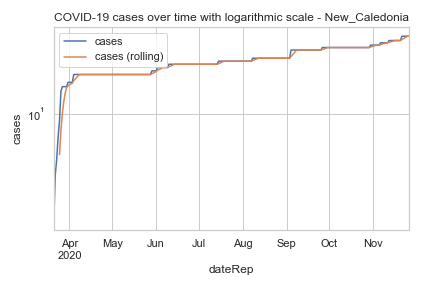 COVID-19 cases over time with logarithmic scale - New_Caledonia
cases
cases (rolling)
10¹
cases
Apr
2020
May
Jun
Jul
Aug
Sep
Oct
Nov
dateRep